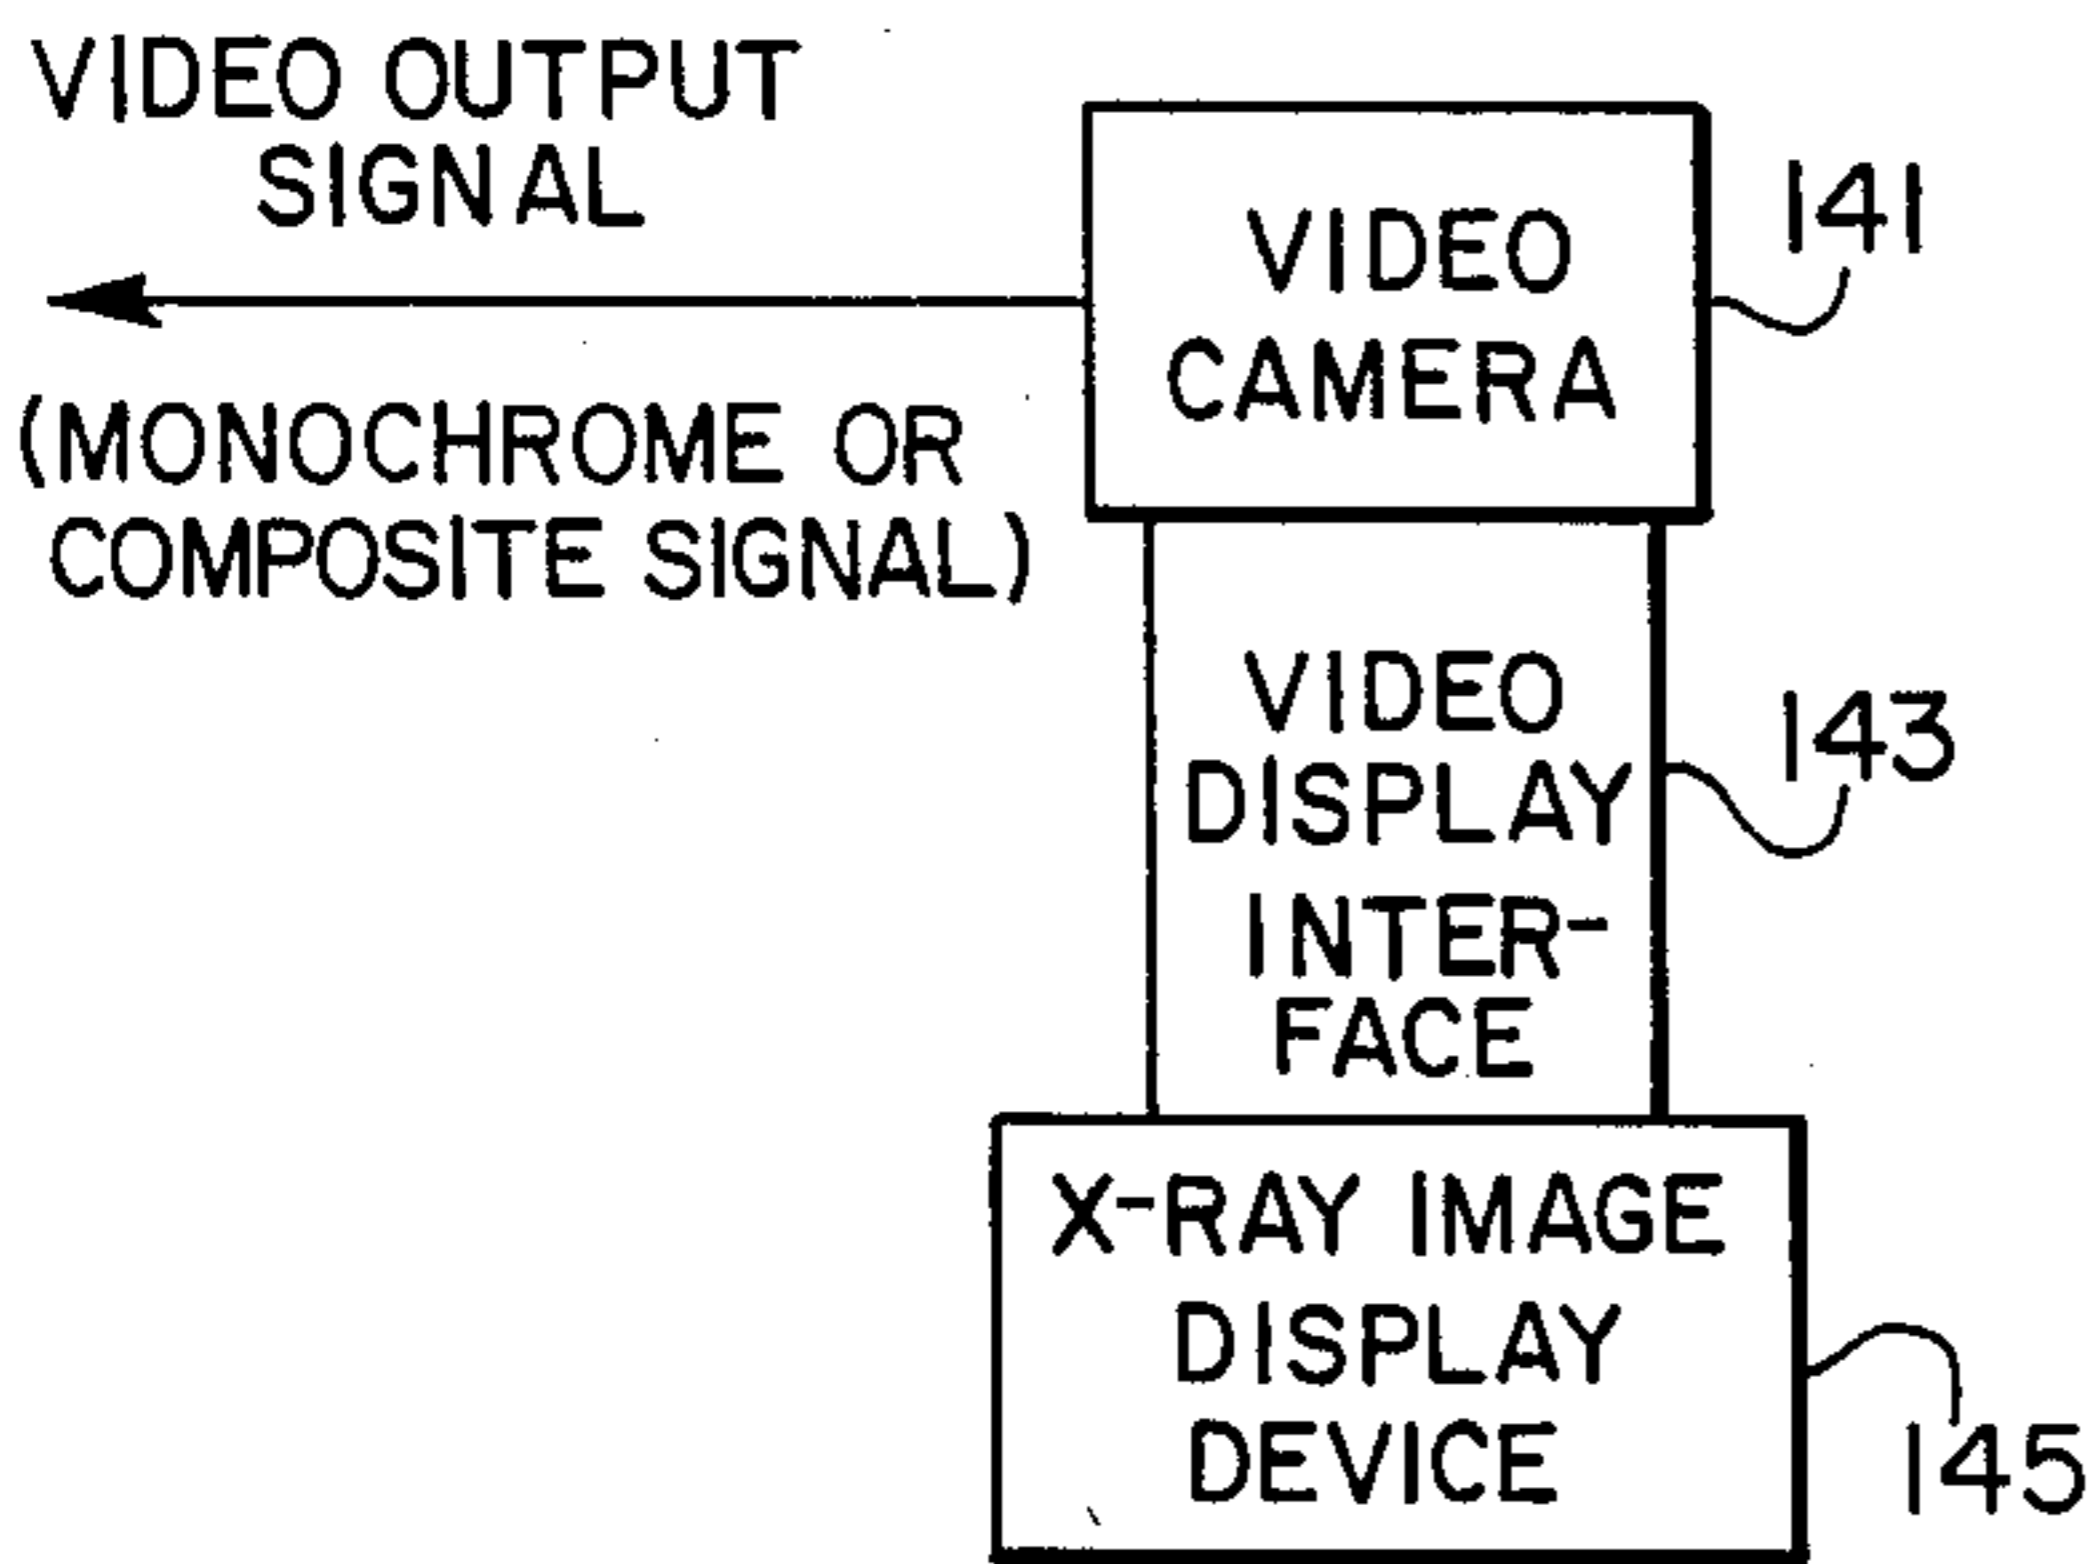 VIDEO OUTPUT
SIGNAL
(MONOCHROME OR
COMPOSITE SIGNAL)
VIDEO
CAMERA
141
VIDEO
DISPLAY
INTER-
FACE
143
X-RAY IMAGE
DISPLAY
DEVICE
145